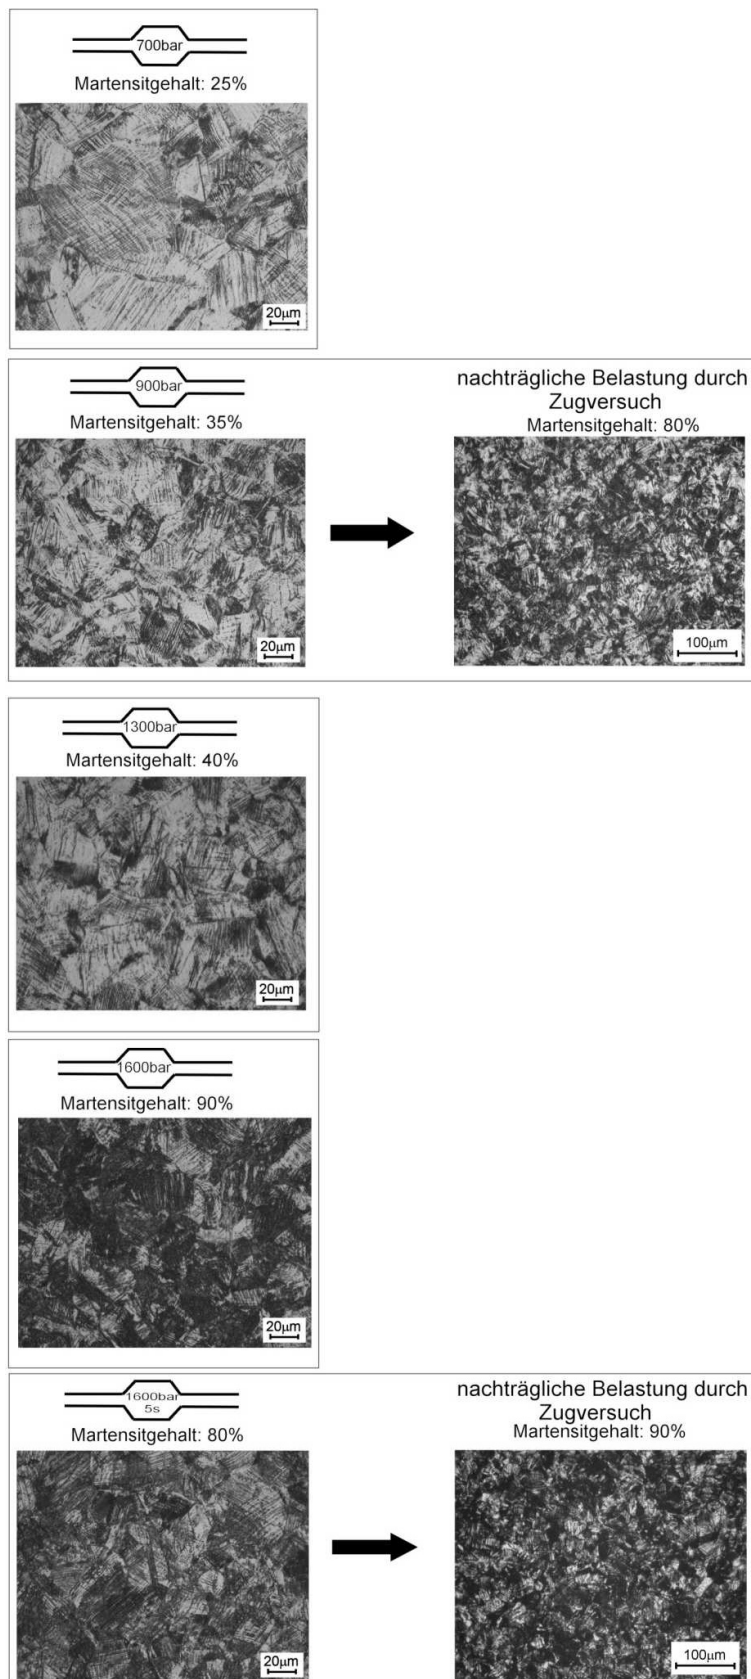 700bar
Martensitgehalt: 25%
20µm
900bar
Martensitgehalt: 35%
20µm
nachträgliche Belastung durch
Zugversuch
Martensitgehalt: 80%
100µm
1300bar
Martensitgehalt: 40%
20µm
1600bar
Martensitgehalt: 90%
20µm
1600bar
5s
Martensitgehalt: 80%
20µm
nachträgliche Belastung durch
Zugversuch
Martensitgehalt: 90%
100µm